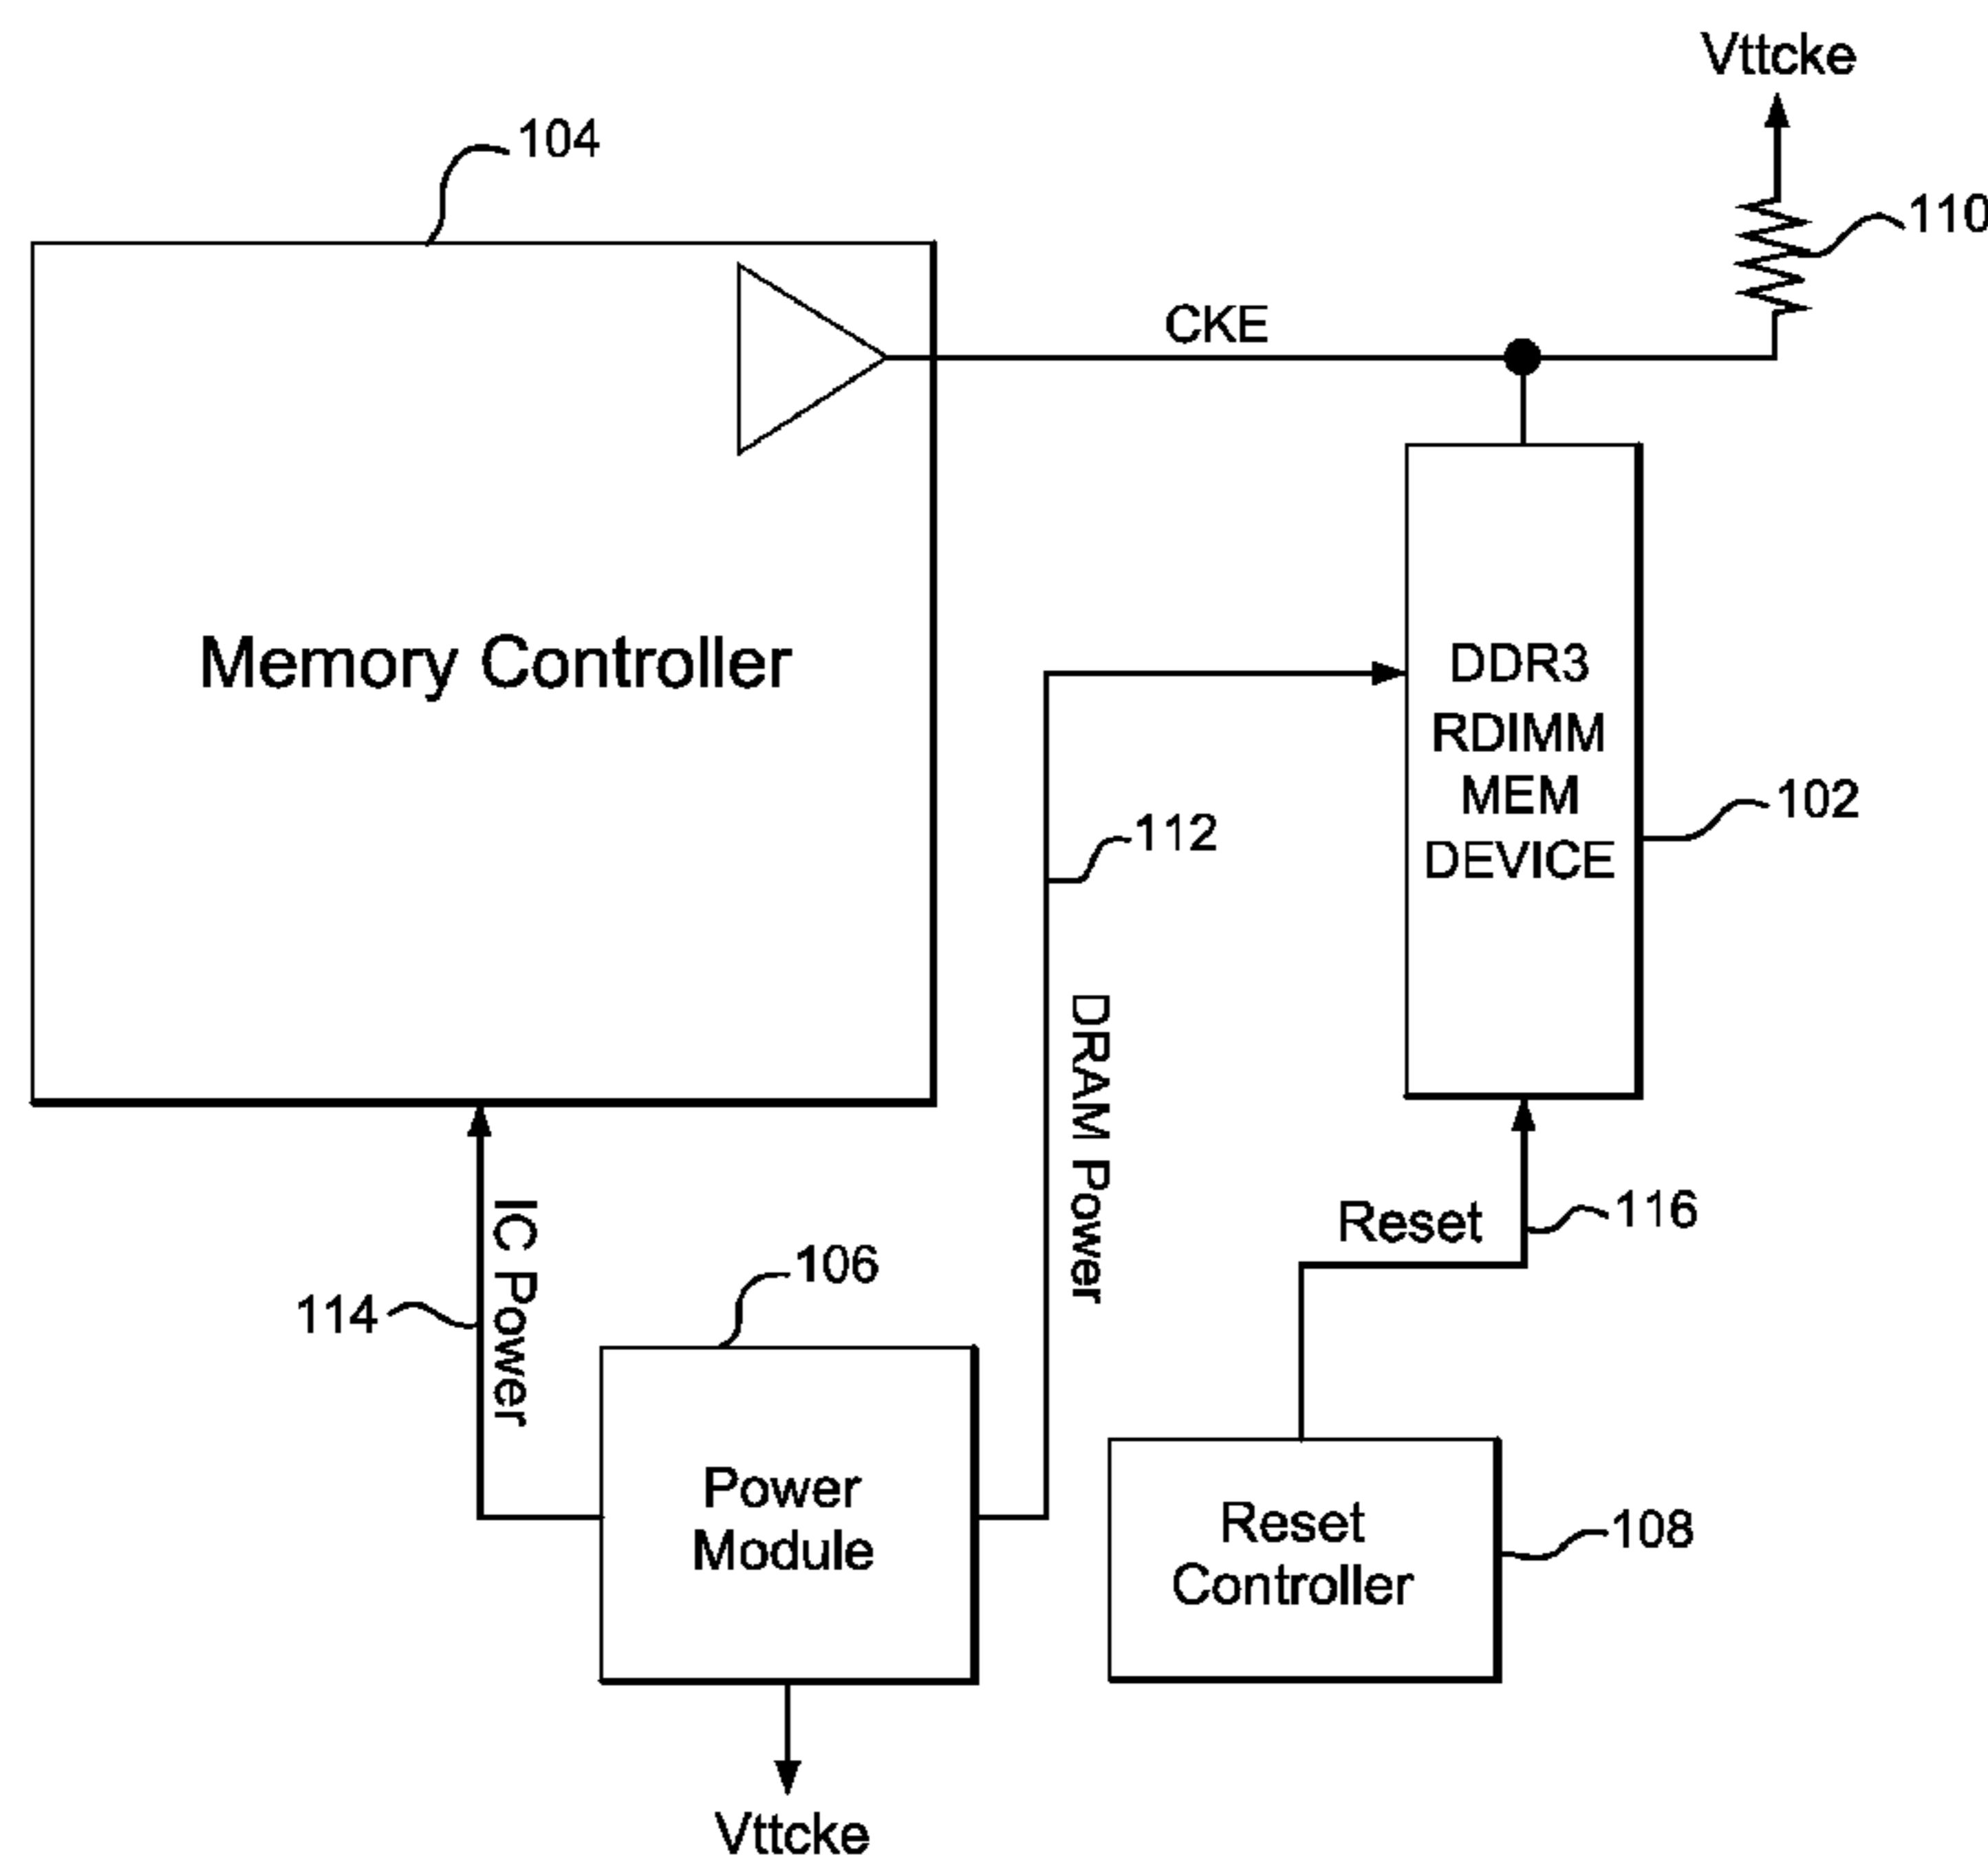 Vttcke
104
110
CKE
Memory Controller
DDR3
RDIMM
MEM
DEVICE
102
112
DRAM Power
IC Power
114
106
Reset
116
Power
Module
Reset
Controller
108
Vttcke